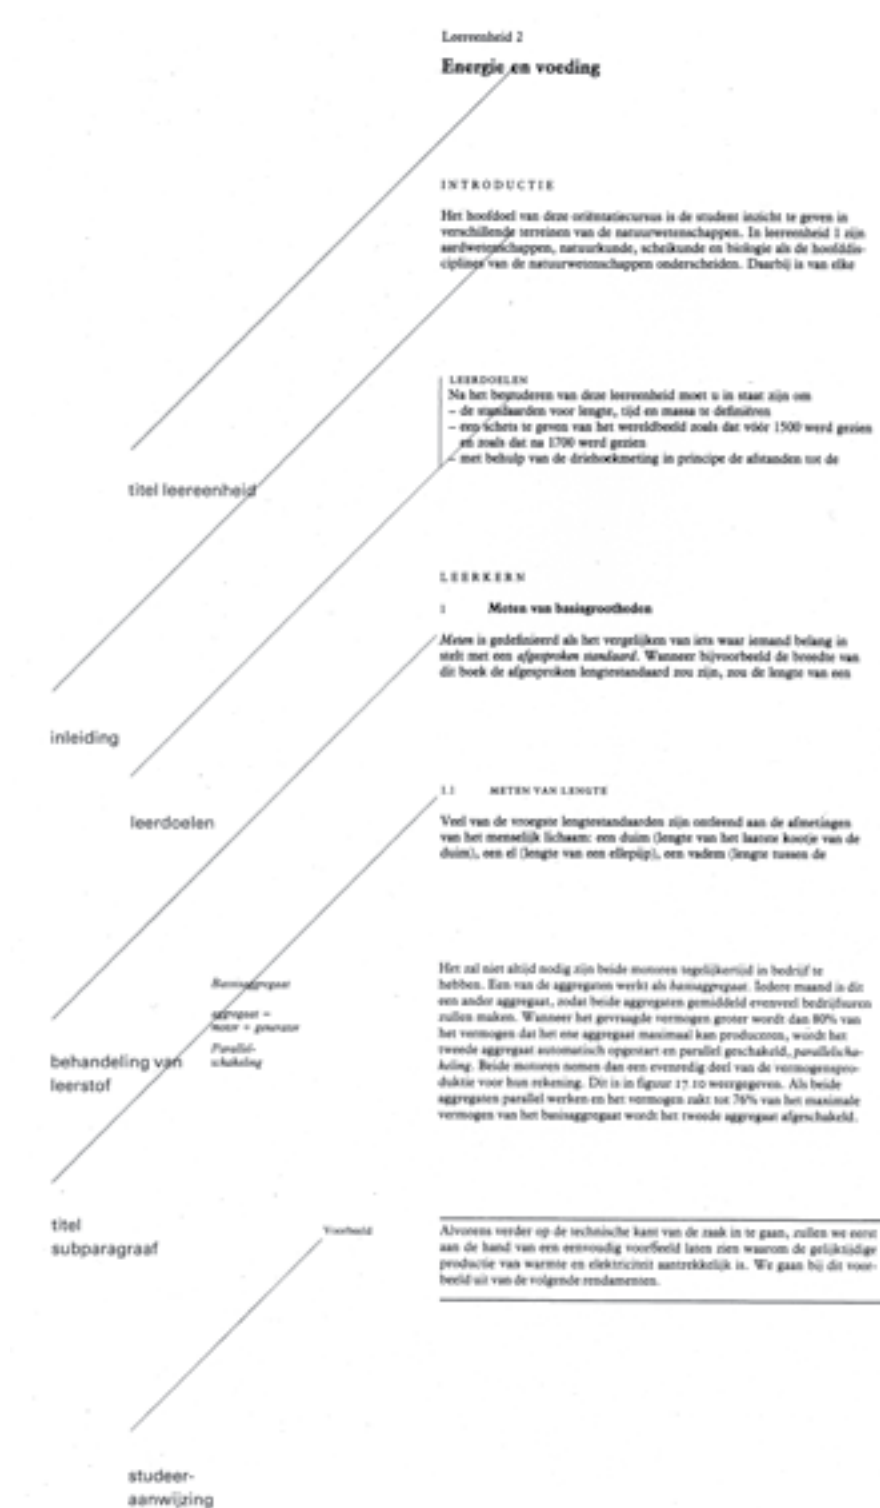 Leereenheid 2
Energie en voeding
INTRODUCTIE
Het hoofdoel van deze oriëntatiecursus is de student inzicht te geven in
verschillende terreinen van de natuurwetenschappen. In leereenheid 1 zijn
aardwetenschappen, natuurkunde, scheikunde en biologie als de hoofddis-
ciplines van de natuurwetenschappen onderscheiden. Daarbij is van elke
LEERDOELEN
Na het bestuderen van deze leereenheid moet u in staat zijn om
– de standaarden voor lengte, tijd en massa te definiëren
– een schets te geven van het wereldbeeld zoals dat vóór 1500 werd gezien
en zoals dat na 1700 werd gezien
– met behulp van de driehoekmeting in principe de afstanden tot de
titel leereenheid
LEERKERN
1 Meten van basisgrootheden
Meten is gedefinieerd als het vergelijken van iets waar iemand belang in
stelt met een afgesproken standaard. Wanneer bijvoorbeeld de breedte van
dit boek de afgesproken lengtestandaard zou zijn, zou de lengte van een
inleiding
1.1 METEN VAN LENGTE
leerdoelen
Veel van de vroegste lengtestandaarden zijn ontleend aan de afmetingen
van het menselijk lichaam: een duim (lengte van het laatste kootje van de
duim), een el (lengte van een ellepijp), een vadem (lengte tussen de
Basisaggregaat
aggregaat =
motor + generator
Parallel-
schakeling
Het zal niet altijd nodig zijn beide motoren tegelijkertijd in bedrijf te
hebben. Een van de aggregaten werkt als basisaggregaat. Iedere maand is dit
een ander aggregaat, zodat beide aggregaten gemiddeld evenveel bedrijfsuren
zullen maken. Wanneer het gevraagde vermogen groter wordt dan 80% van
het vermogen dat het ene aggregaat maximaal kan produceren, wordt het
tweede aggregaat automatisch opgestart en parallel geschakeld, parallelscha-
keling. Beide motoren nemen dan een evenredig deel van de vermogenspro-
duktie voor hun rekening. Dit is in figuur 17.10 weergegeven. Als beide
aggregaten parallel werken en het vermogen zakt tot 76% van het maximale
vermogen van het basisaggregaat wordt het tweede aggregaat afgeschakeld.
behandeling van
leerstof
titel
subparagraaf
Voorbeeld
Alvorens verder op de technische kant van de zaak in te gaan, zullen we eerst
aan de hand van een eenvoudig voorbeeld laten zien waarom de gelijktijdige
productie van warmte en elektriciteit aantrekkelijk is. We gaan bij dit voor-
beeld uit van de volgende rendementen.
studeer-
aanwijzing